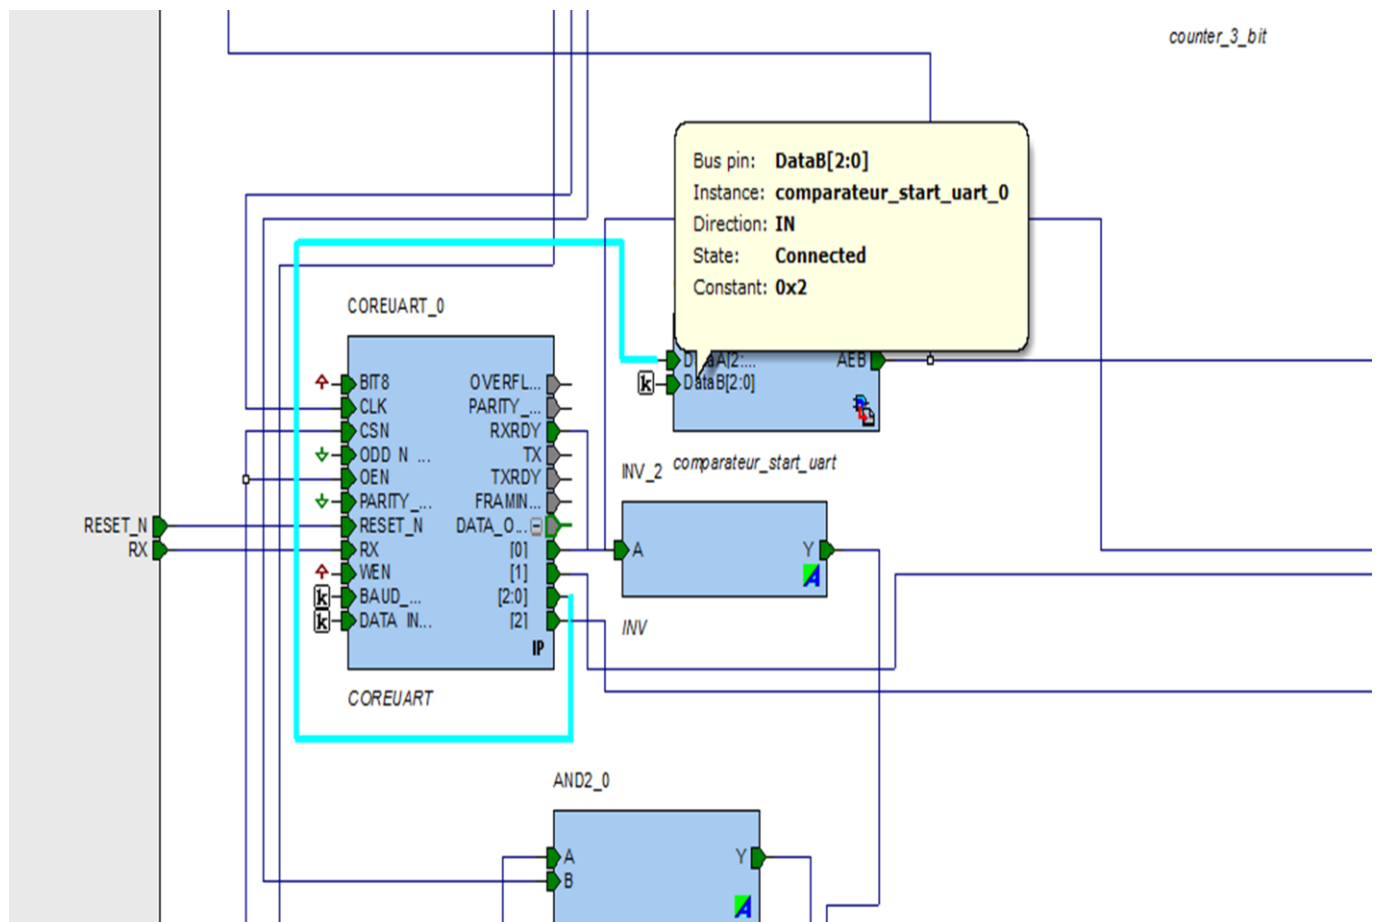 counter_3_bit
Bus pin: DataB[2:0]
Instance: comparateur_start_uart_0
Direction: IN
State: Connected
Constant: 0x2
COREUART_0
DataA[2:... AEB
k DataB[2:0]
comparateur_start_uart
BIT8 OVERFL...
CLK PARITY_...
CSN RXRDY
ODD_N_... TX
OEN TXRDY
PARITY_... FRAMIN...
RESET_N RESET_N DATA_O...
RX RX [0]
WEN [1]
k BAUD_... [2:0]
k DATA_IN... [2]
IP
COREUART
INV_2
A Y
A
INV
AND2_0
A Y
B
A